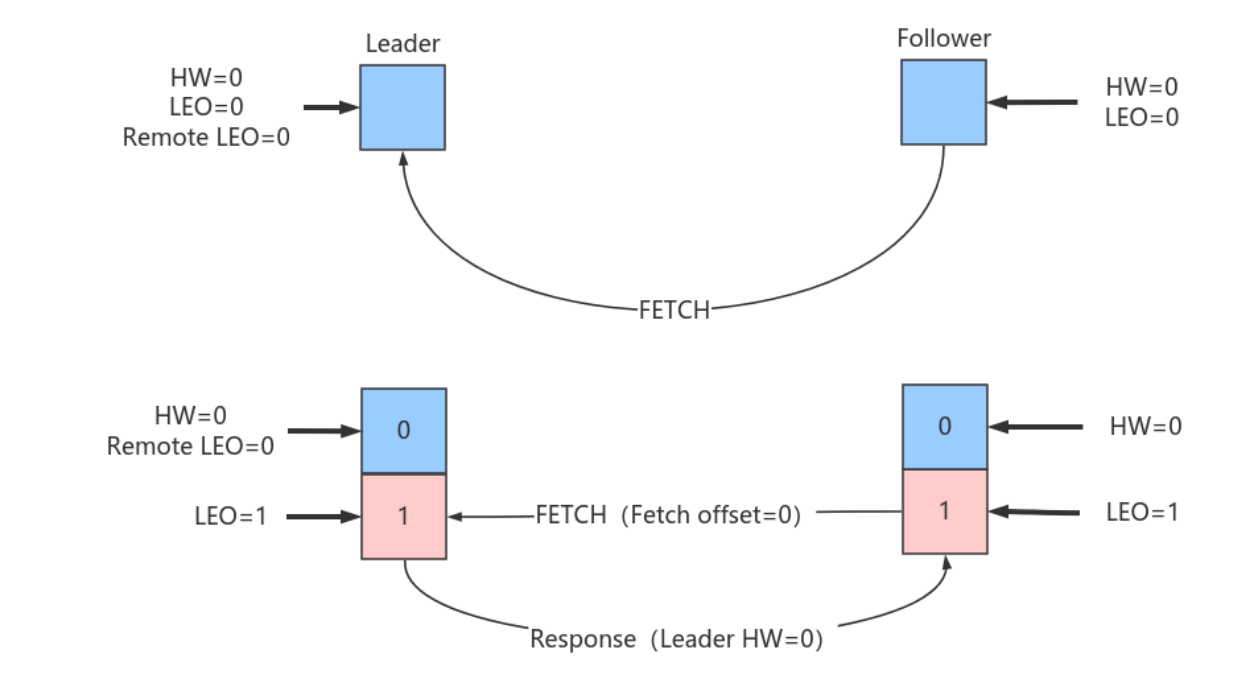 Leader
Follower
HW=0
LEO=0
Remote LEO=0
HW=0
LEO=0
FETCH
HW=0
Remote LEO=0
0
0
HW=0
LEO=1
1
FETCH（Fetch offset=0）
1
LEO=1
Response（Leader HW=0）